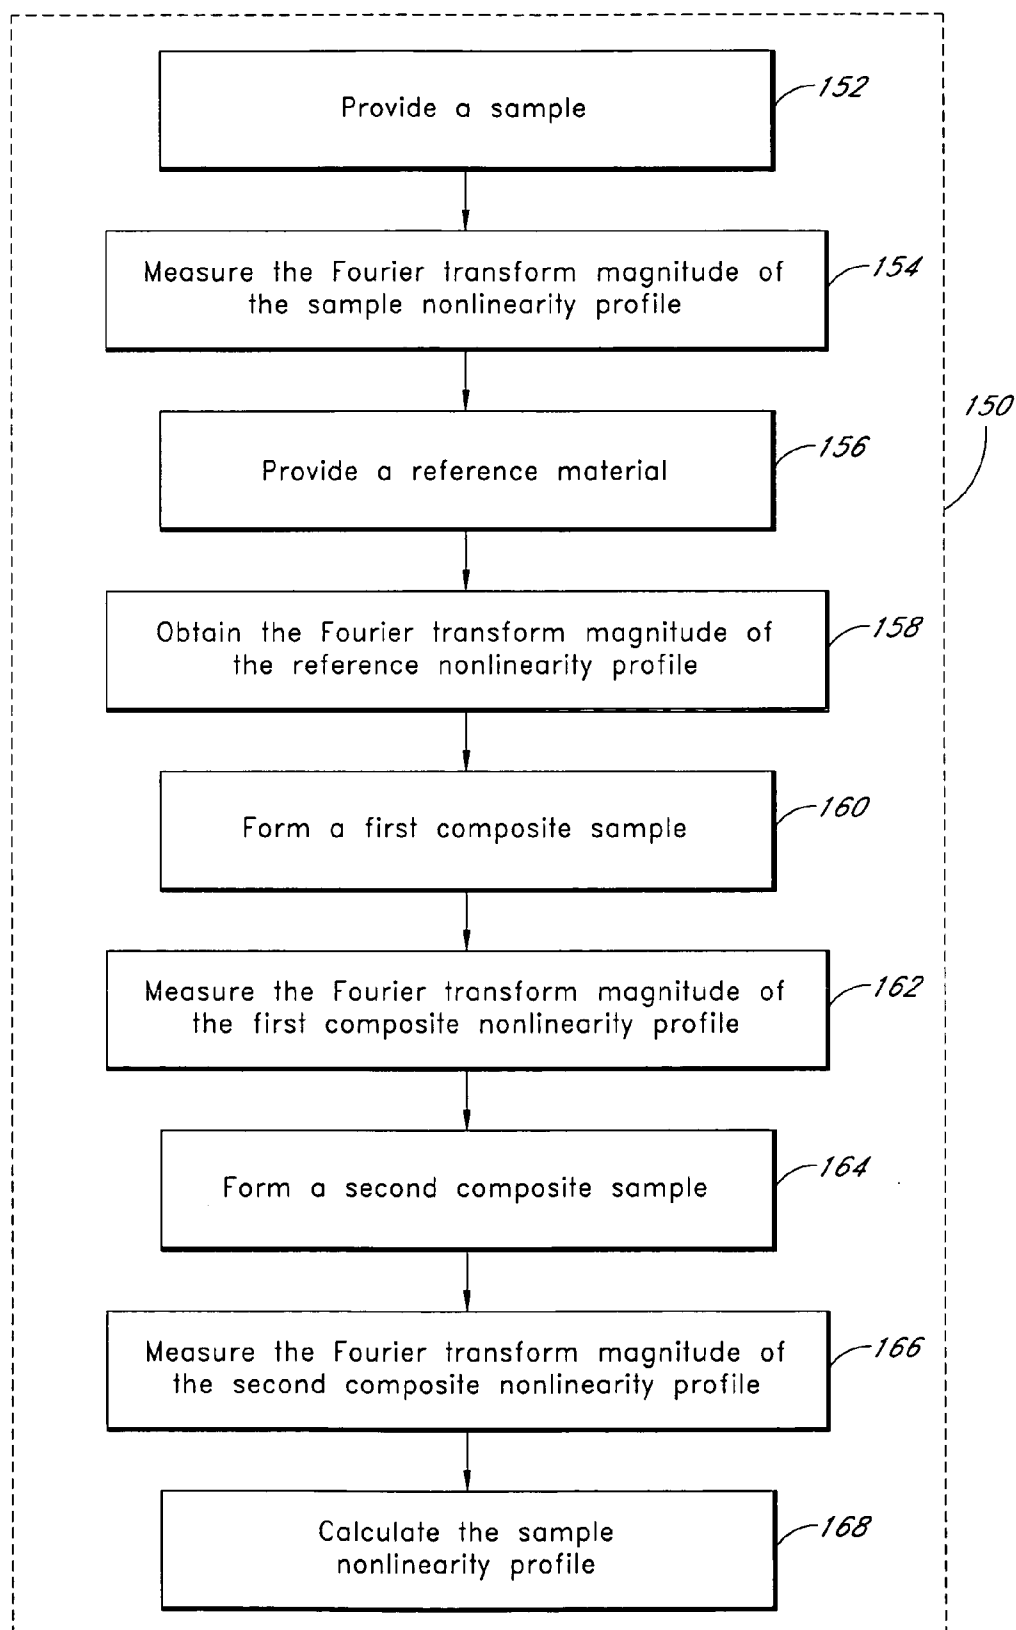 Provide a sample
152
Measure the Fourier transform magnitude of
the sample nonlinearity profile
154
Provide a reference material
156
150
Obtain the Fourier transform magnitude of
the reference nonlinearity profile
158
Form a first composite sample
160
Measure the Fourier transform magnitude of
the first composite nonlinearity profile
162
Form a second composite sample
164
Measure the Fourier transform magnitude of
the second composite nonlinearity profile
166
Calculate the sample
nonlinearity profile
168